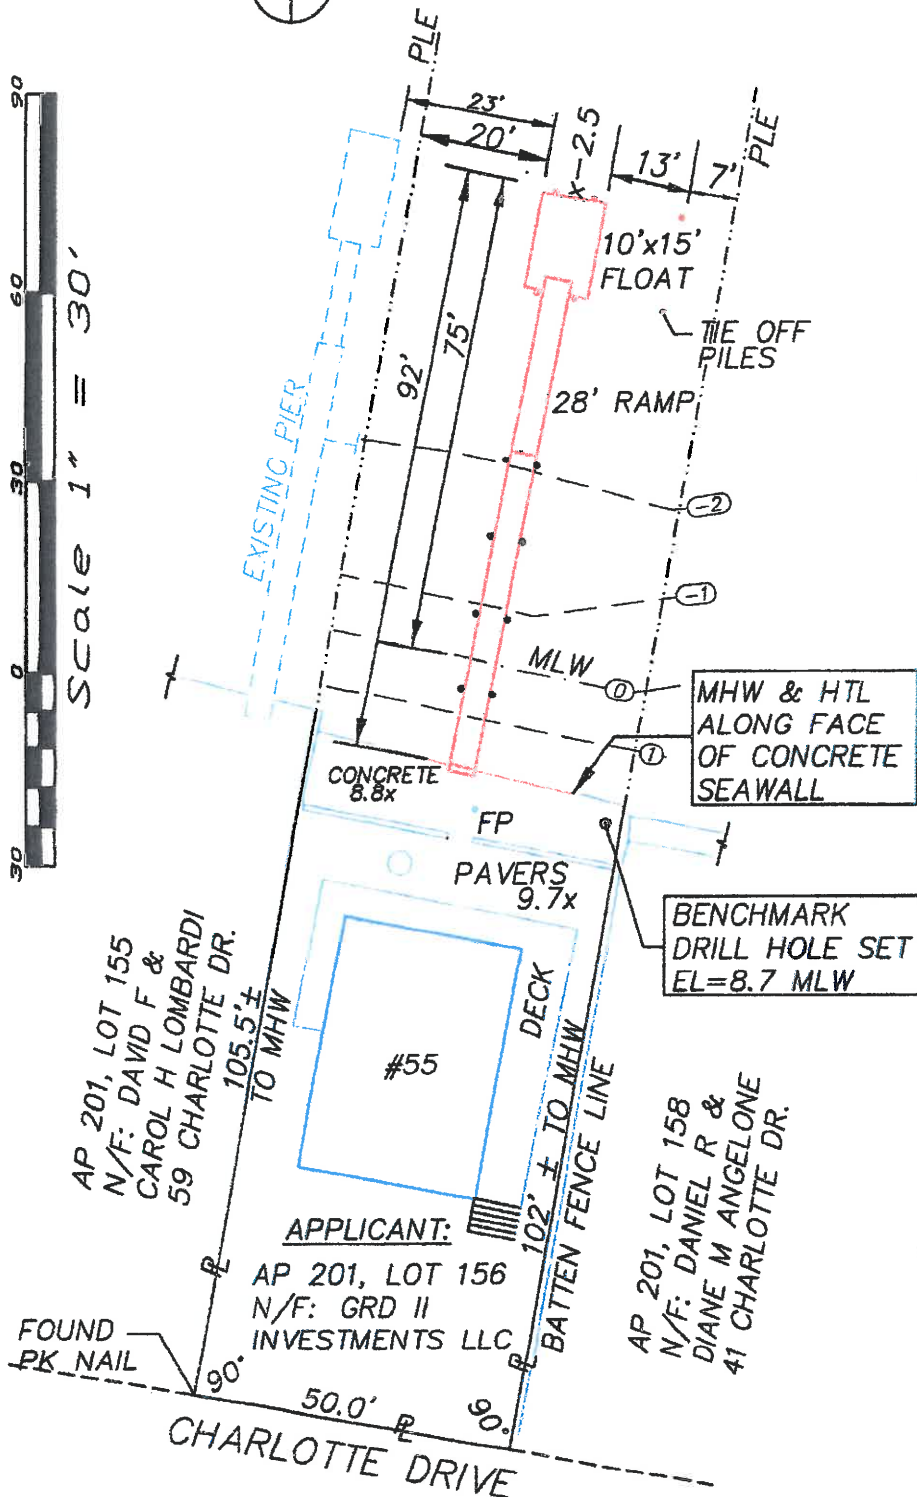 PLE
23'
20'
x-2.5
13'
7'
PLE
90
60
30
0
30
Scale 1" = 30'
10'x15'
FLOAT
TIE OFF
PILES
92'
75'
28' RAMP
EXISTING PIER
-2
-1
MLW
0
1
MHW & HTL
ALONG FACE
OF CONCRETE
SEAWALL
CONCRETE
8.8x
FP
PAVERS
9.7x
BENCHMARK
DRILL HOLE SET
EL=8.7 MLW
AP 201, LOT 155
N/F: DAVID F &
CAROL H LOMBARDI
59 CHARLOTTE DR.
105.5'±
TO MHW
#55
DECK
102' ± TO MHW
BATTEN FENCE LINE
AP 201, LOT 158
N/F: DANIEL R &
DIANE M ANGELONE
41 CHARLOTTE DR.
APPLICANT:
AP 201, LOT 156
N/F: GRD II
INVESTMENTS LLC
PL
PL
FOUND
PK NAIL
90°
50.0'
PL
90°
CHARLOTTE DRIVE